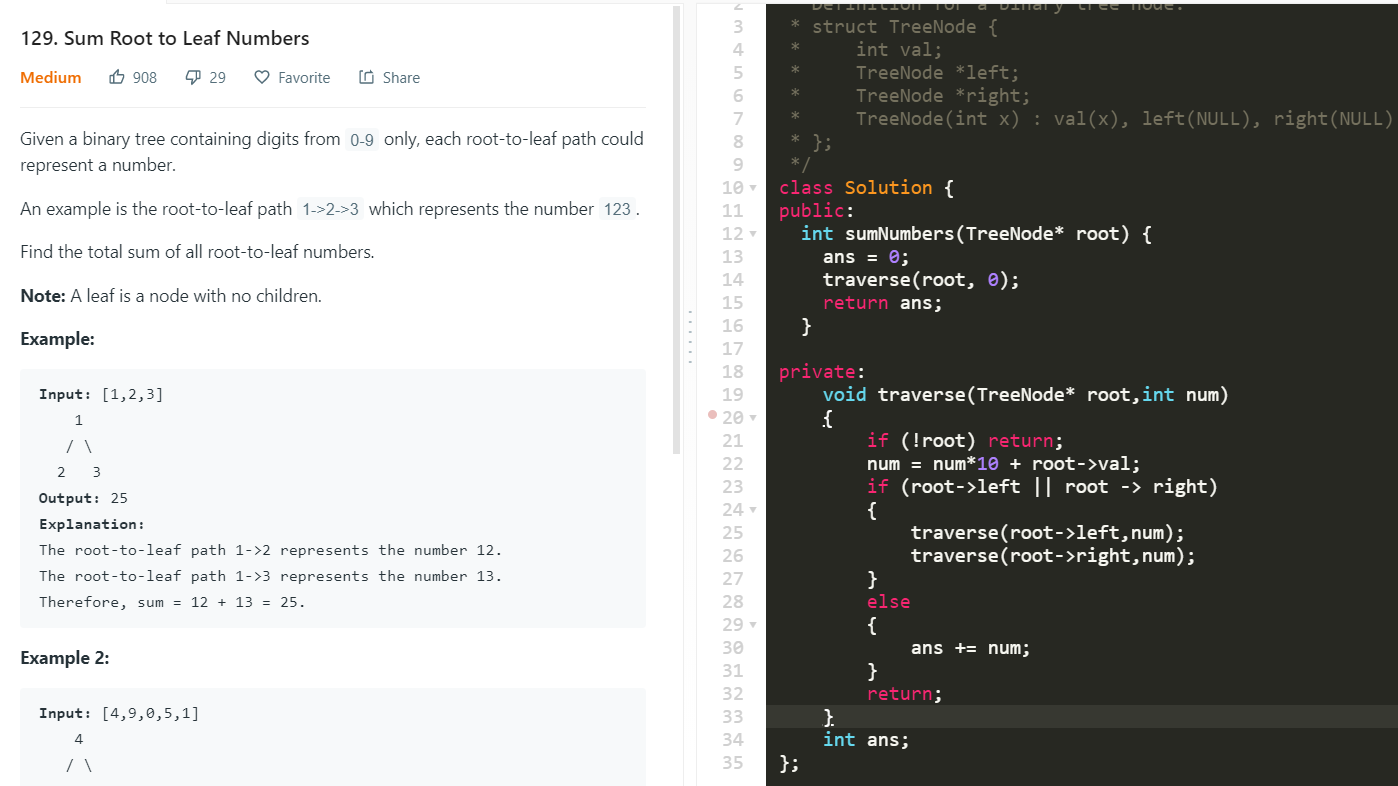 129. Sum Root to Leaf Numbers
Medium 908 29 Favorite Share
Given a binary tree containing digits from 0-9 only, each root-to-leaf path could
represent a number.
An example is the root-to-leaf path 1->2->3 which represents the number 123 .
Find the total sum of all root-to-leaf numbers.
Note: A leaf is a node with no children.
Example:
Input: [1,2,3]
1
/ \
2 3
Output: 25
Explanation:
The root-to-leaf path 1->2 represents the number 12.
The root-to-leaf path 1->3 represents the number 13.
Therefore, sum = 12 + 13 = 25.
Example 2:
Input: [4,9,0,5,1]
4
/ \
2 * Definition for a binary tree node.
3 * struct TreeNode {
4 *     int val;
5 *     TreeNode *left;
6 *     TreeNode *right;
7 *     TreeNode(int x) : val(x), left(NULL), right(NULL)
8 * };
9 */
10 class Solution {
11 public:
12   int sumNumbers(TreeNode* root) {
13     ans = 0;
14     traverse(root, 0);
15     return ans;
16   }
17
18 private:
19     void traverse(TreeNode* root,int num)
20     {
21         if (!root) return;
22         num = num*10 + root->val;
23         if (root->left || root -> right)
24         {
25             traverse(root->left,num);
26             traverse(root->right,num);
27         }
28         else
29         {
30             ans += num;
31         }
32         return;
33     }
34     int ans;
35 };